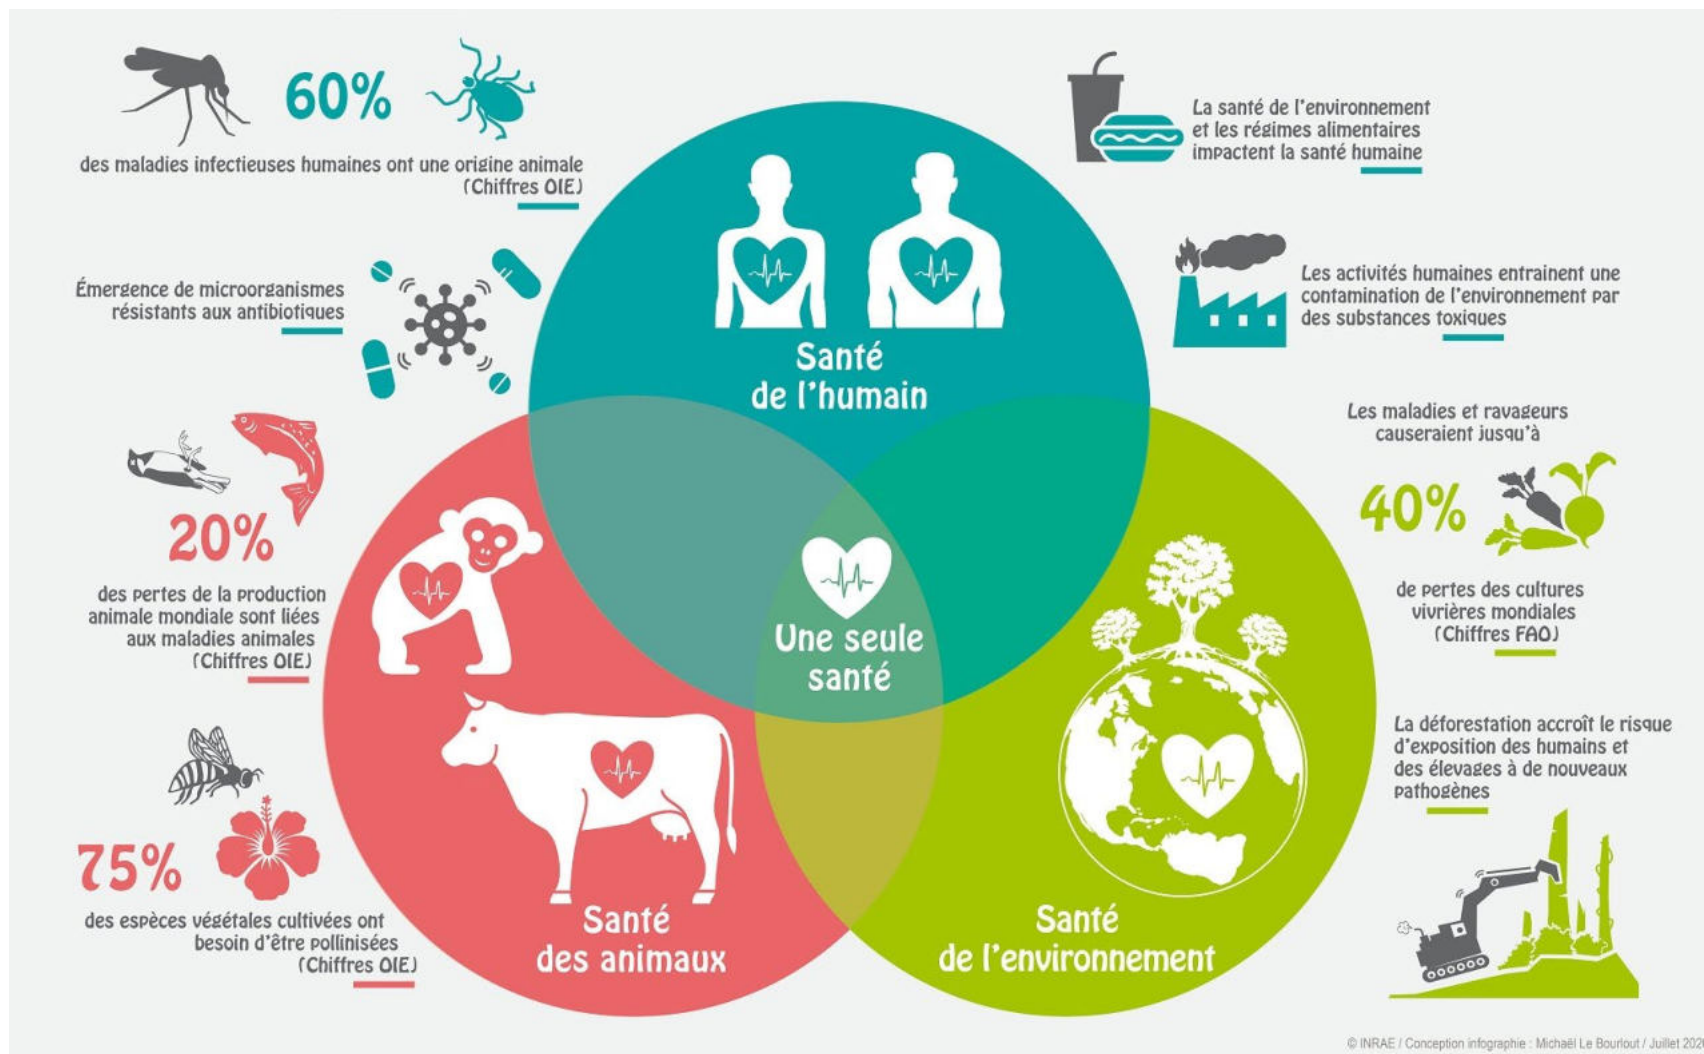 60%
des maladies infectieuses humaines ont une origine animale
(Chiffres OIE)
Émergence de microorganismes
résistants aux antibiotiques
20%
des pertes de la production
animale mondiale sont liées
aux maladies animales
(Chiffres OIE)
75%
des espèces végétales cultivées ont
besoin d'être pollinisées
(Chiffres OIE)
Santé
de l'humain
Une seule
santé
Santé
des animaux
Santé
de l'environnement
La santé de l'environnement
et les régimes alimentaires
impactent la santé humaine
Les activités humaines entrainent une
contamination de l'environnement par
des substances toxiques
Les maladies et ravageurs
causeraient jusqu'à
40%
de pertes des cultures
vivrières mondiales
(Chiffres FAO)
La déforestation accroît le risque
d'exposition des humains et
des élevages à de nouveaux
pathogènes
© INRAE / Conception infographie : Michaël Le Bourlout / Juillet